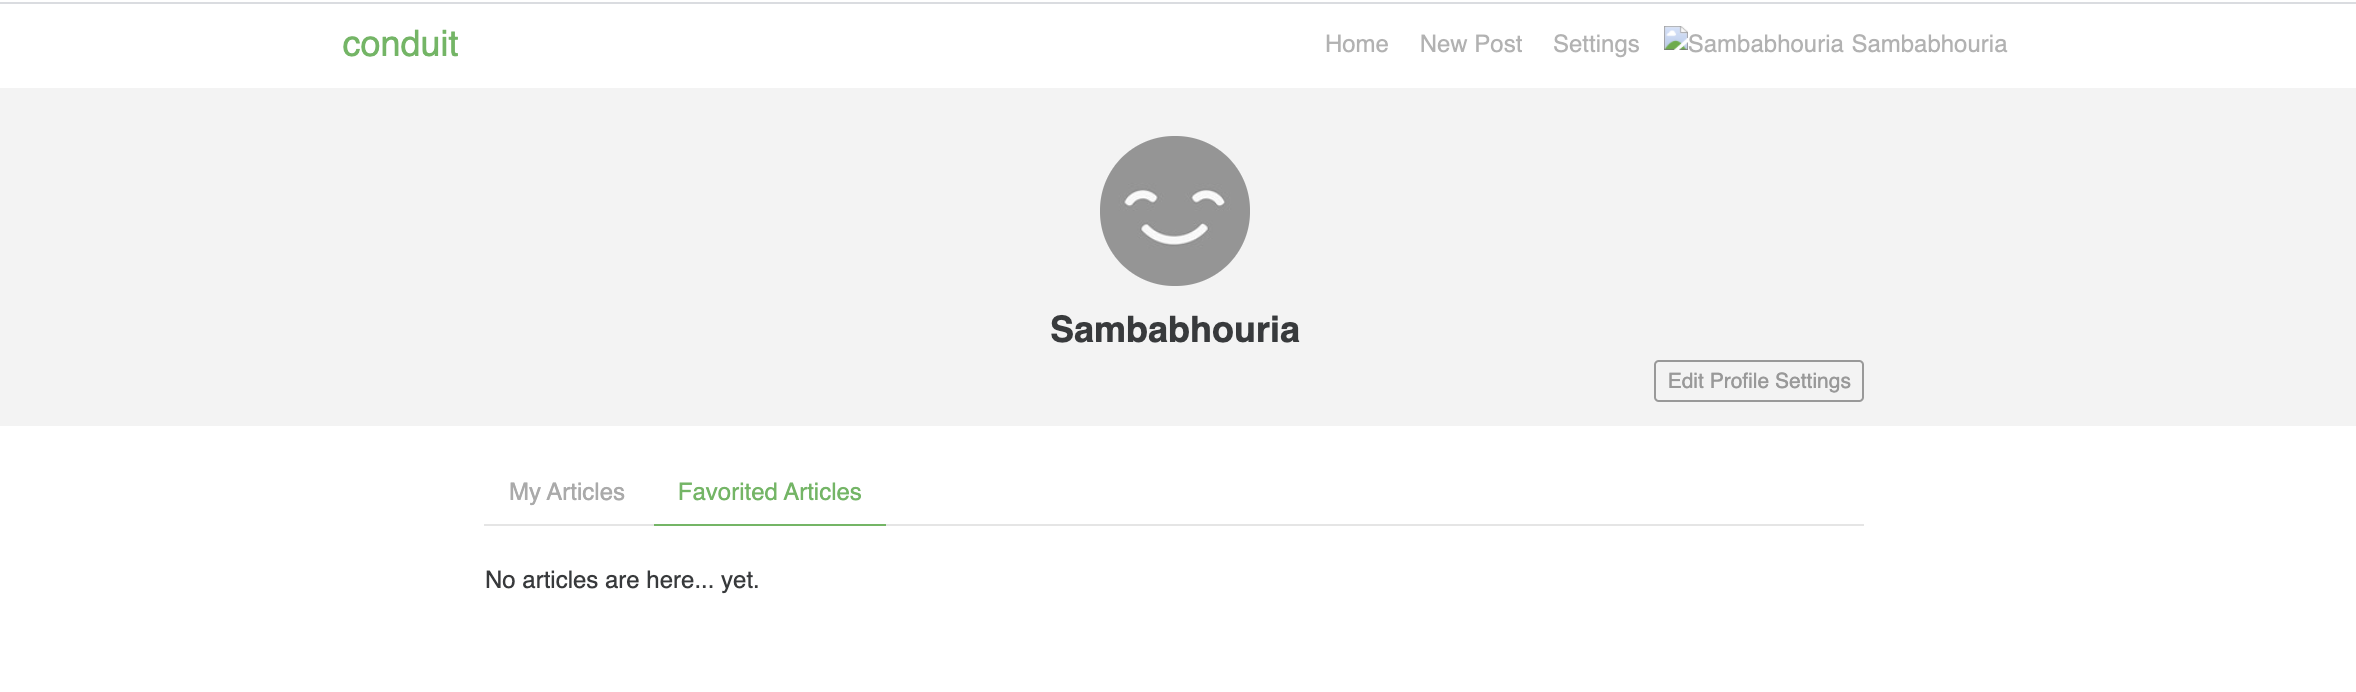 conduit
Home New Post Settings Sambabhouria Sambabhouria
Sambabhouria
Edit Profile Settings
My Articles Favorited Articles
No articles are here... yet.